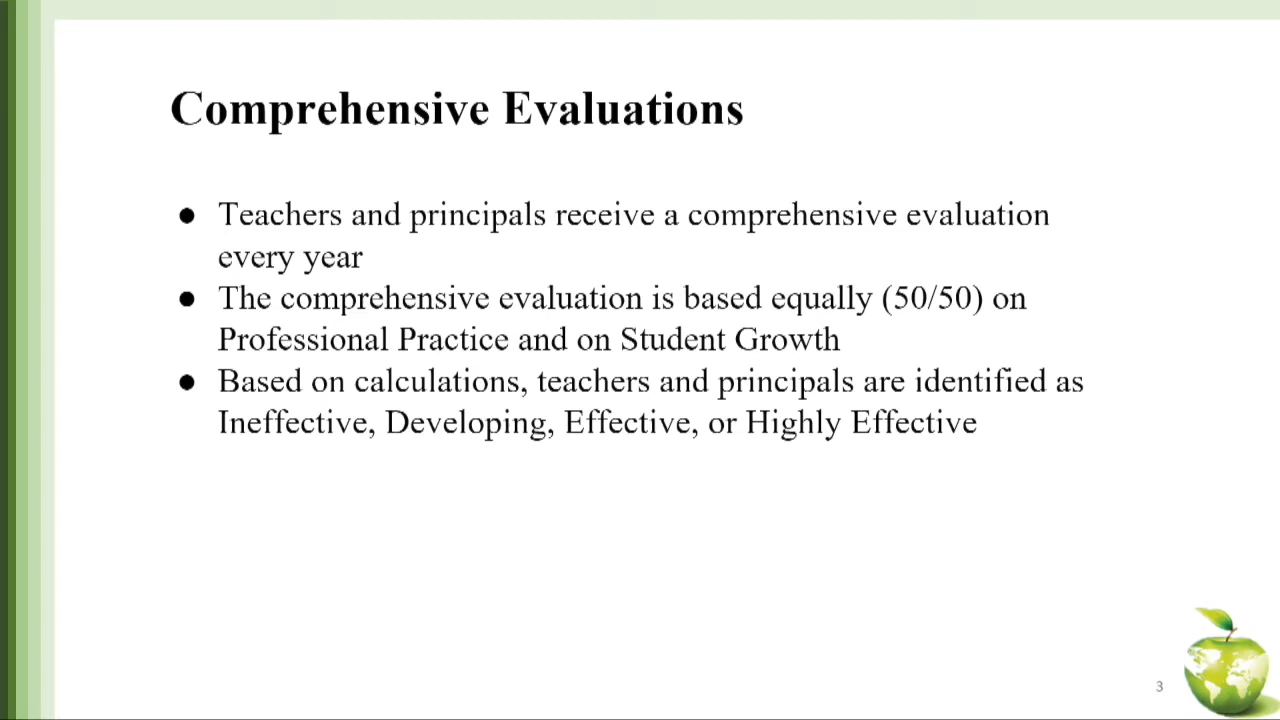 Comprehensive Evaluations
● Teachers and principals receive a comprehensive evaluation
every year
● The comprehensive evaluation is based equally (50/50) on
Professional Practice and on Student Growth
● Based on calculations, teachers and principals are identified as
Ineffective, Developing, Effective, or Highly Effective
3